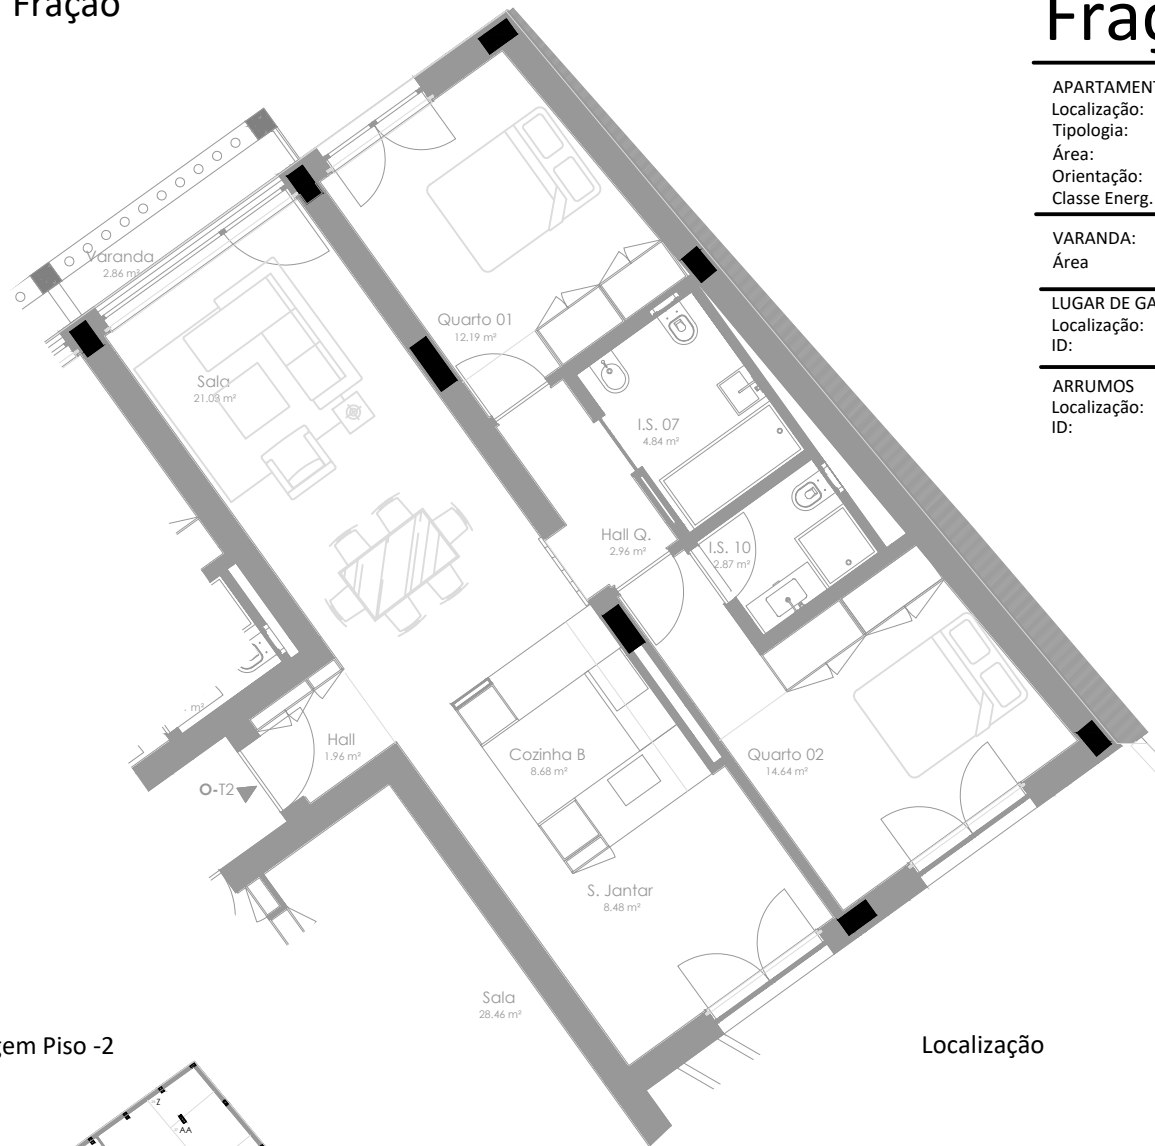 Fração
APARTAMENT
Localização:
Tipologia:
Área:
Orientação:
Classe Energ.
VARANDA:
Área
LUGAR DE GA
Localização:
ID:
ARRUMOS
Localização:
ID:
Varanda
2.86 m²
Quarto 01
12.19 m²
Sala
21.03 m²
I.S. 07
4.84 m²
Hall Q.
2.96 m²
I.S. 10
2.87 m²
. m²
Hall
1.96 m²
Cozinha B
8.68 m²
Quarto 02
14.64 m²
O-T2
S. Jantar
8.48 m²
Sala
28.46 m²
gem Piso -2
Localização
Z
AA